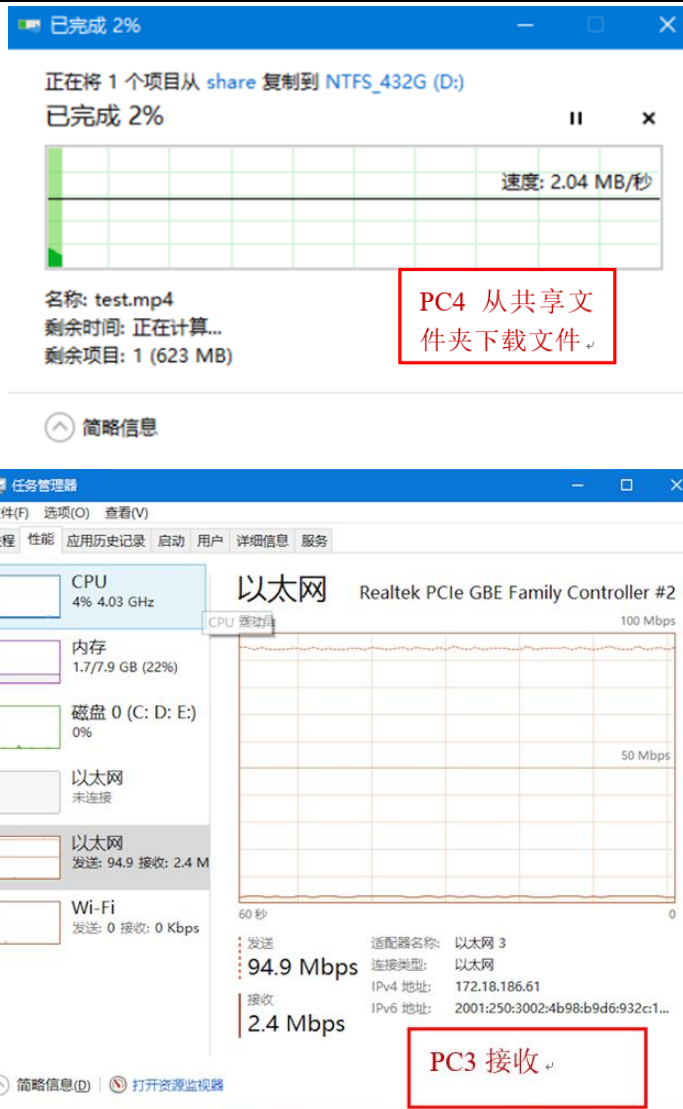 已完成 2%
正在将 1 个项目从 share 复制到 NTFS_432G (D:)
已完成 2%
速度: 2.04 MB/秒
名称: test.mp4
剩余时间: 正在计算...
剩余项目: 1 (623 MB)
PC4 从共享文
件夹下载文件
简略信息
任务管理器
件(F) 选项(O) 查看(V)
程 性能 应用历史记录 启动 用户 详细信息 服务
CPU
4% 4.03 GHz
CPU 活动
内存
1.7/7.9 GB (22%)
磁盘 0 (C: D: E:)
0%
以太网
未连接
以太网
发送: 94.9 接收: 2.4 M
Wi-Fi
发送: 0 接收: 0 Kbps
以太网 Realtek PCIe GBE Family Controller #2
100 Mbps
50 Mbps
60 秒 0
发送
94.9 Mbps
接收
2.4 Mbps
适配器名称: 以太网 3
连接类型: 以太网
IPv4 地址: 172.18.186.61
IPv6 地址: 2001:250:3002:4b98:b9d6:932c:1...
PC3 接收
简略信息(D) 打开资源监视器